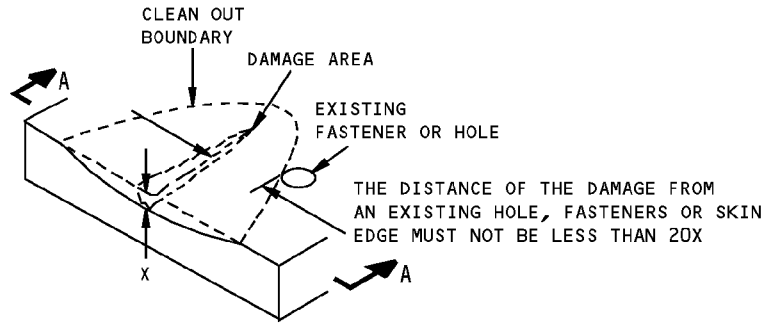 CLEAN OUT
BOUNDARY
DAMAGE AREA
A
EXISTING
FASTENER OR HOLE
THE DISTANCE OF THE DAMAGE FROM
AN EXISTING HOLE, FASTENERS OR SKIN
EDGE MUST NOT BE LESS THAN 20X
X
A